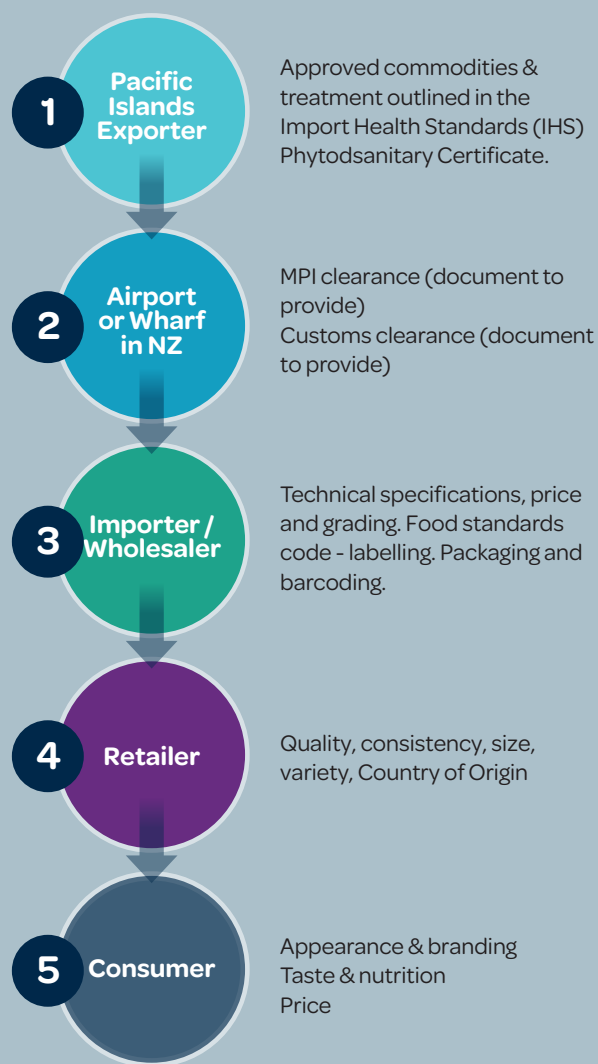 1
Pacific
Islands
Exporter
Approved commodities &
treatment outlined in the
Import Health Standards (IHS)
Phytodsanitary Certificate.
2
Airport
or Wharf
in NZ
MPI clearance (document to
provide)
Customs clearance (document
to provide)
3
Importer /
Wholesaler
Technical specifications, price
and grading. Food standards
code - labelling. Packaging and
barcoding.
4
Retailer
Quality, consistency, size,
variety, Country of Origin
5
Consumer
Appearance & branding
Taste & nutrition
Price